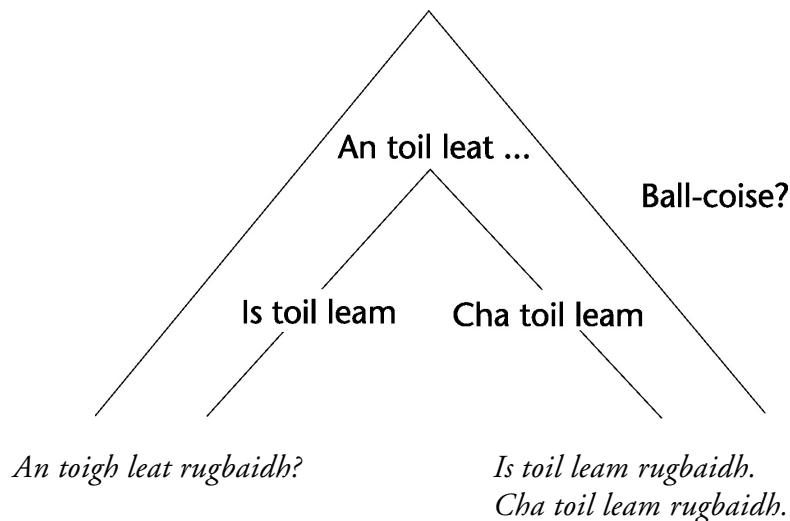 An toil leat ...
Ball-coise?
Is toil leam
Cha toil leam
An toigh leat rugbaidh?
Is toil leam rugbaidh.
Cha toil leam rugbaidh.